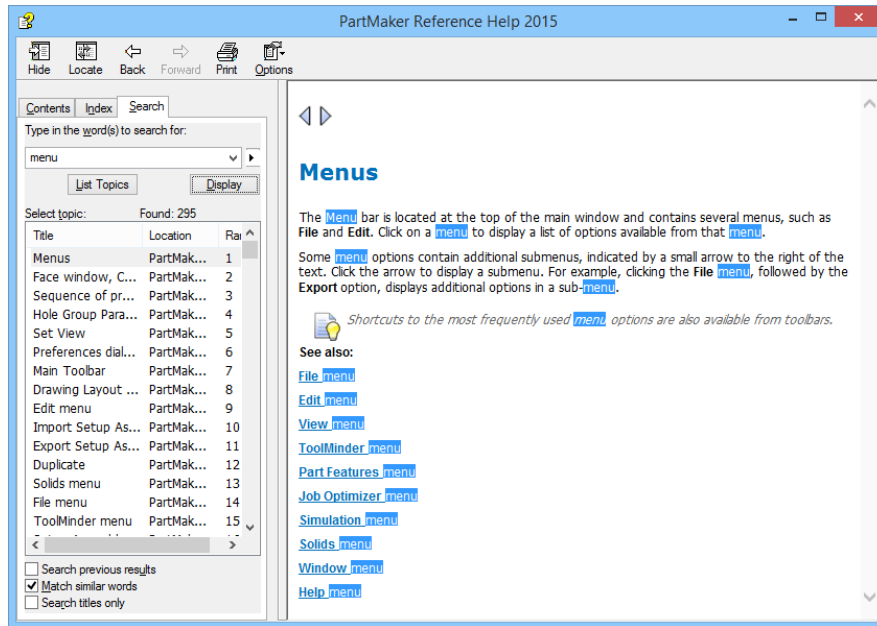 PartMaker Reference Help 2015
Hide Locate Back Forward Print Options
Contents Index Search
Type in the word(s) to search for:
menu
List Topics Display
Select topic: Found: 295
Title Location Ra
Menus PartMak... 1
Face window, C... PartMak... 2
Sequence of pr... PartMak... 3
Hole Group Para... PartMak... 4
Set View PartMak... 5
Preferences dial... PartMak... 6
Main Toolbar PartMak... 7
Drawing Layout ... PartMak... 8
Edit menu PartMak... 9
Import Setup As... PartMak... 10
Export Setup As... PartMak... 11
Duplicate PartMak... 12
Solids menu PartMak... 13
File menu PartMak... 14
ToolMinder menu PartMak... 15
Search previous results
Match similar words
Search titles only
Menus
The Menu bar is located at the top of the main window and contains several menus, such as
File and Edit. Click on a menu to display a list of options available from that menu.
Some menu options contain additional submenus, indicated by a small arrow to the right of the
text. Click the arrow to display a submenu. For example, clicking the File menu, followed by the
Export option, displays additional options in a sub-menu.
Shortcuts to the most frequently used menu options are also available from toolbars.
See also:
File menu
Edit menu
View menu
ToolMinder menu
Part Features menu
Job Optimizer menu
Simulation menu
Solids menu
Window menu
Help menu